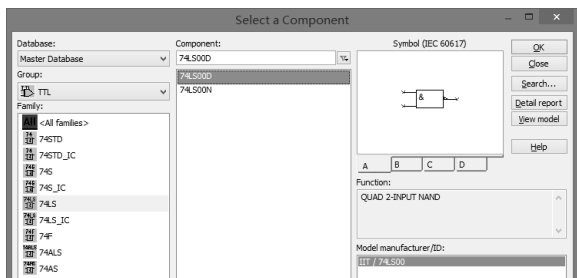 Select a Component
Database:
Master Database
Group:
TTL
Family:
All <All families>
74STD
74STD_IC
74S
74S_IC
74LS
74LS_IC
74F
74ALS
74AS
Component:
74LS00D
74LS00D
74LS00N
Symbol (IEC 60617)
&
A B C D
Function:
QUAD 2-INPUT NAND
Model manufacturer/ID:
IIT / 74LS00
OK
Close
Search...
Detail report
View model
Help